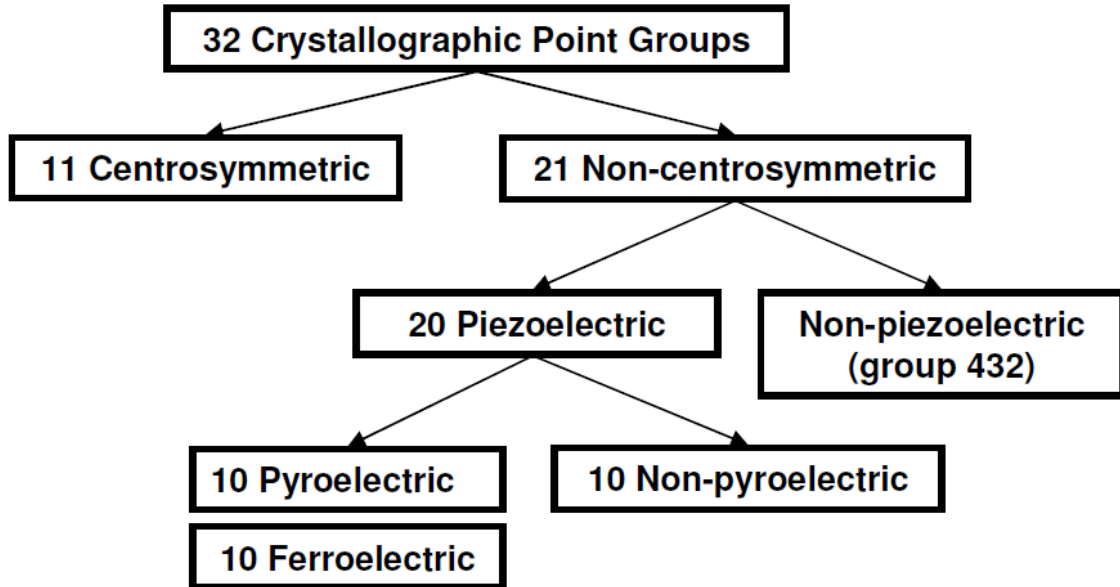 32 Crystallographic Point Groups
11 Centrosymmetric
21 Non-centrosymmetric
20 Piezoelectric
Non-piezoelectric
(group 432)
10 Pyroelectric
10 Non-pyroelectric
10 Ferroelectric